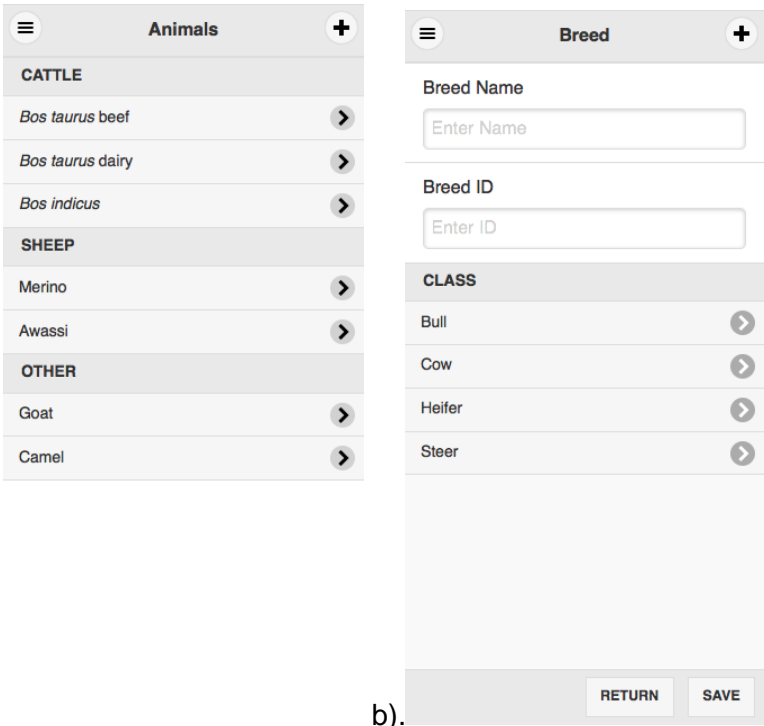 Animals
CATTLE
Bos taurus beef
Bos taurus dairy
Bos indicus
SHEEP
Merino
Awassi
OTHER
Goat
Camel
b).
Breed
Breed Name
Enter Name
Breed ID
Enter ID
CLASS
Bull
Cow
Heifer
Steer
RETURN SAVE